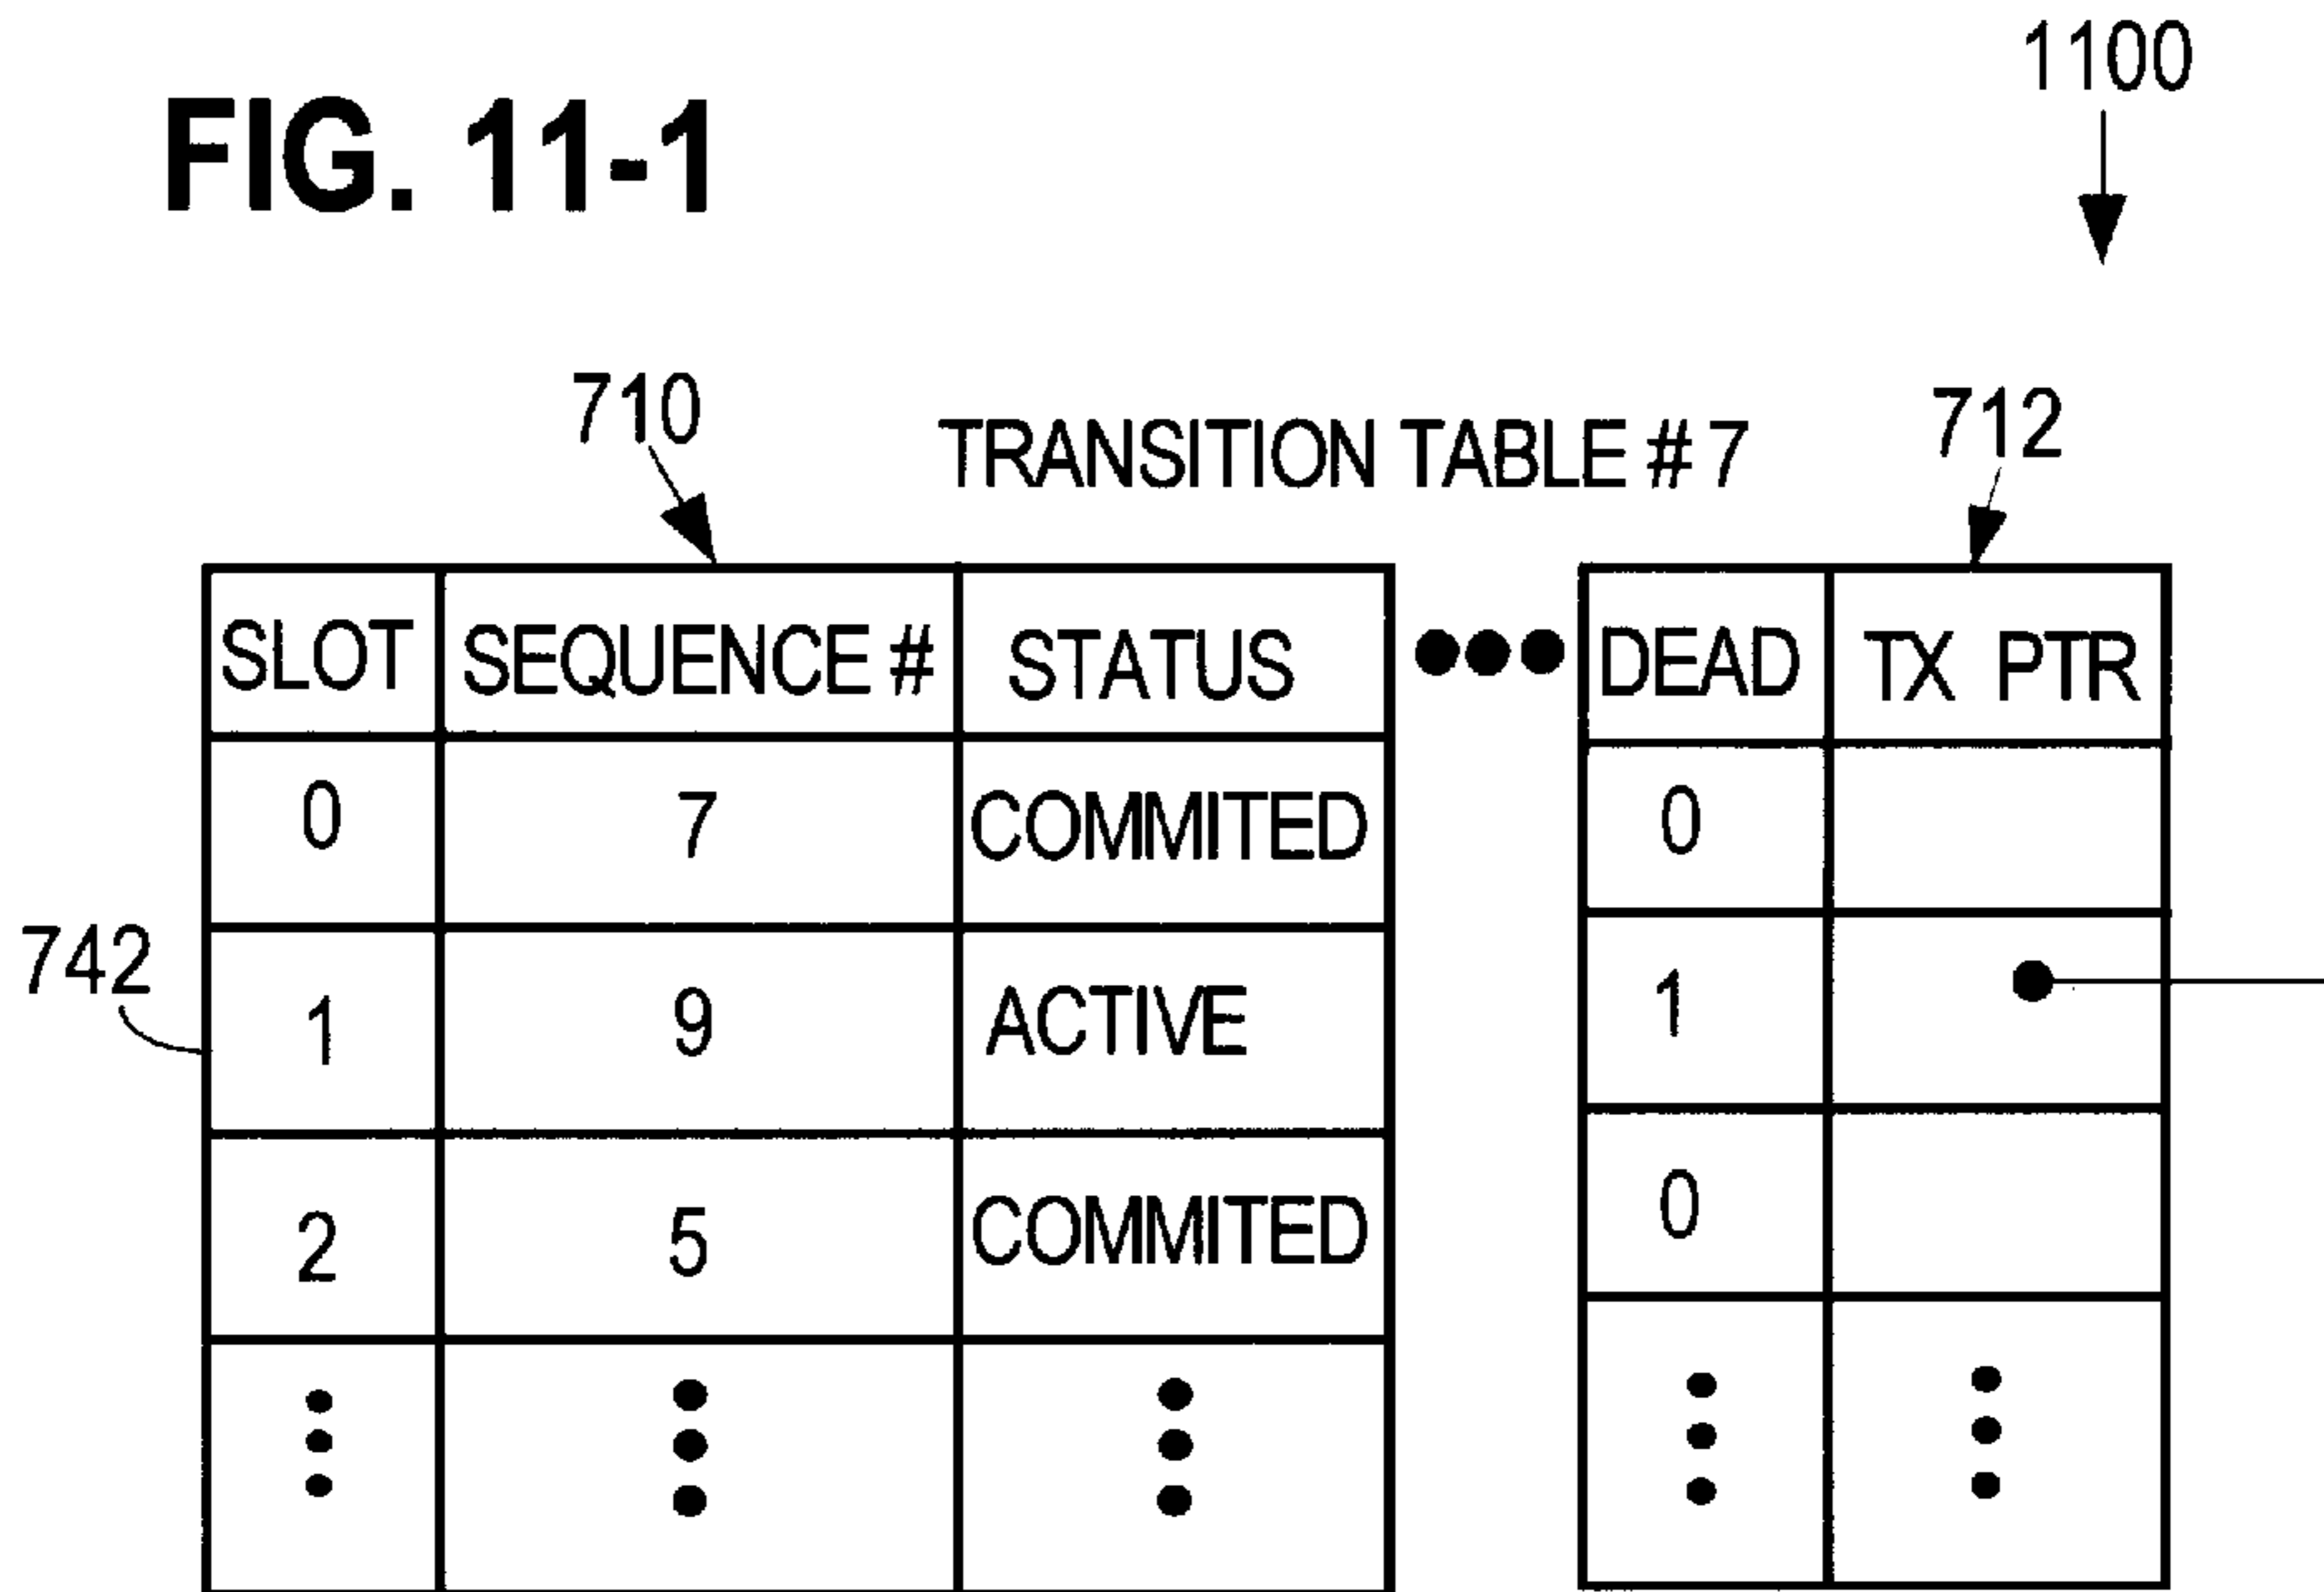 1100
FIG. 11-1
710
TRANSITION TABLE # 7
712
SLOT SEQUENCE # STATUS ●●● DEAD TX PTR
0 7 COMMITED 0
742
1 9 ACTIVE 1
2 5 COMMITED 0